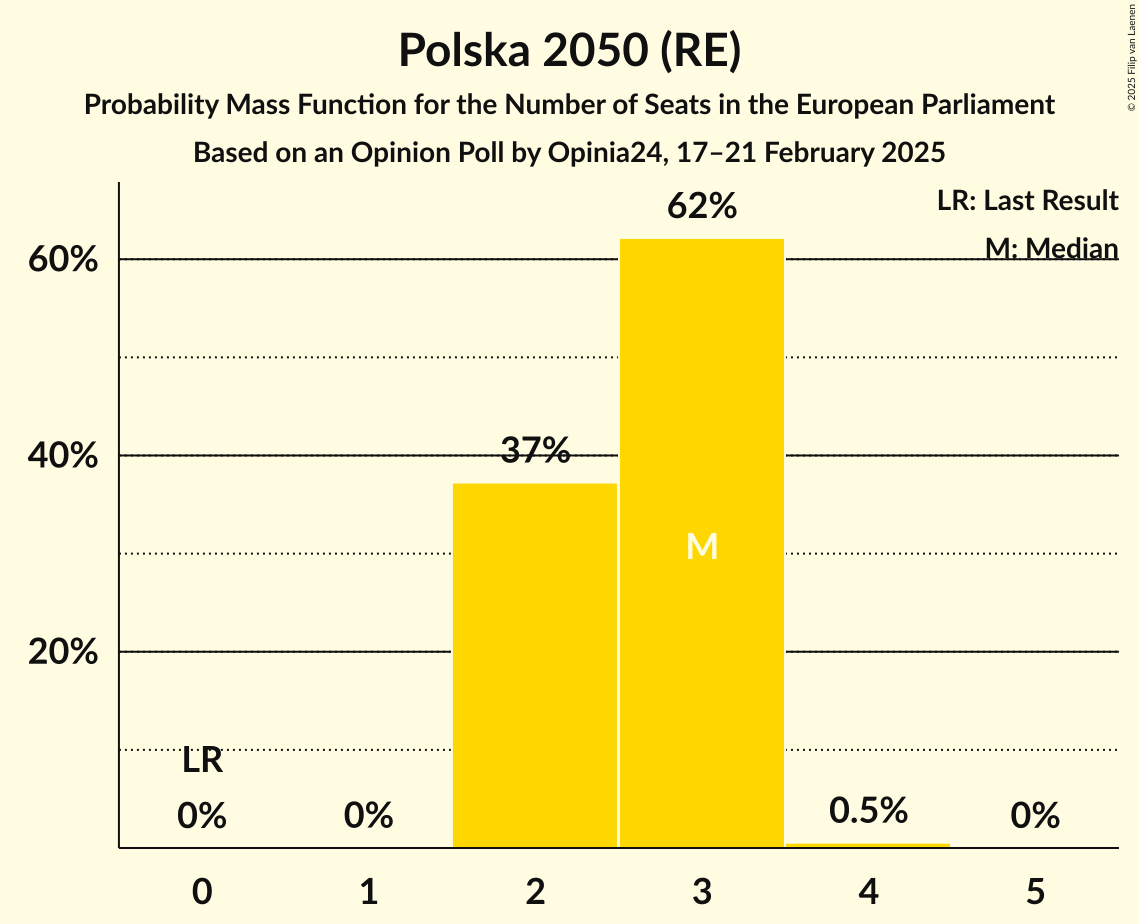 Polska 2050 (RE)
Probability Mass Function for the Number of Seats in the European Parliament
Based on an Opinion Poll by Opinia24, 17–21 February 2025
© 2025 Filip van Laenen
LR: Last Result
M: Median
62%
60%
37%
40%
M
20%
LR
0%
0%
0.5%
0%
0 1 2 3 4 5